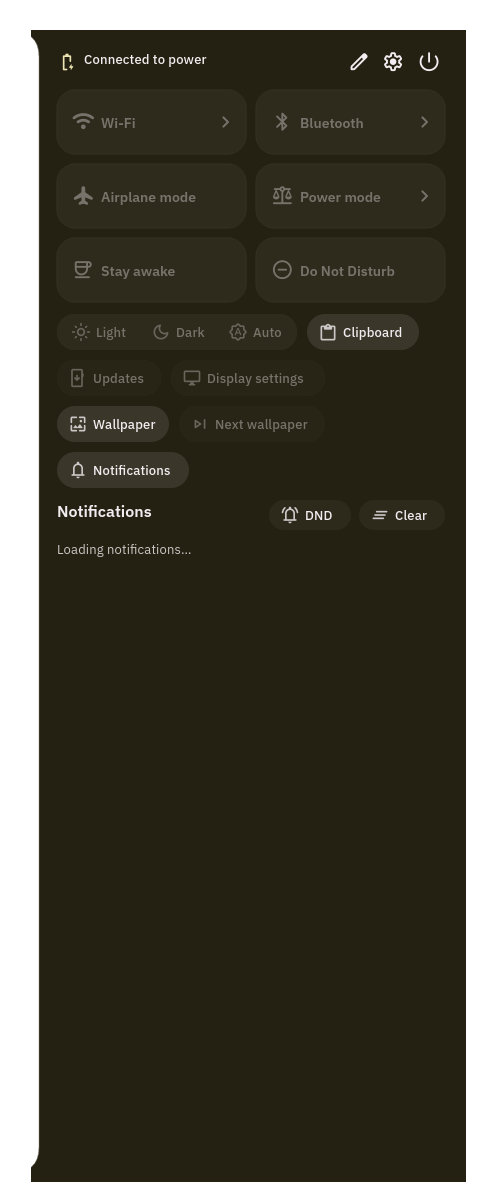 Connected to power
Wi-Fi
Bluetooth
Airplane mode
Power mode
Stay awake
Do Not Disturb
Light Dark Auto Clipboard
Updates Display settings
Wallpaper Next wallpaper
Notifications
Notifications DND Clear
Loading notifications...